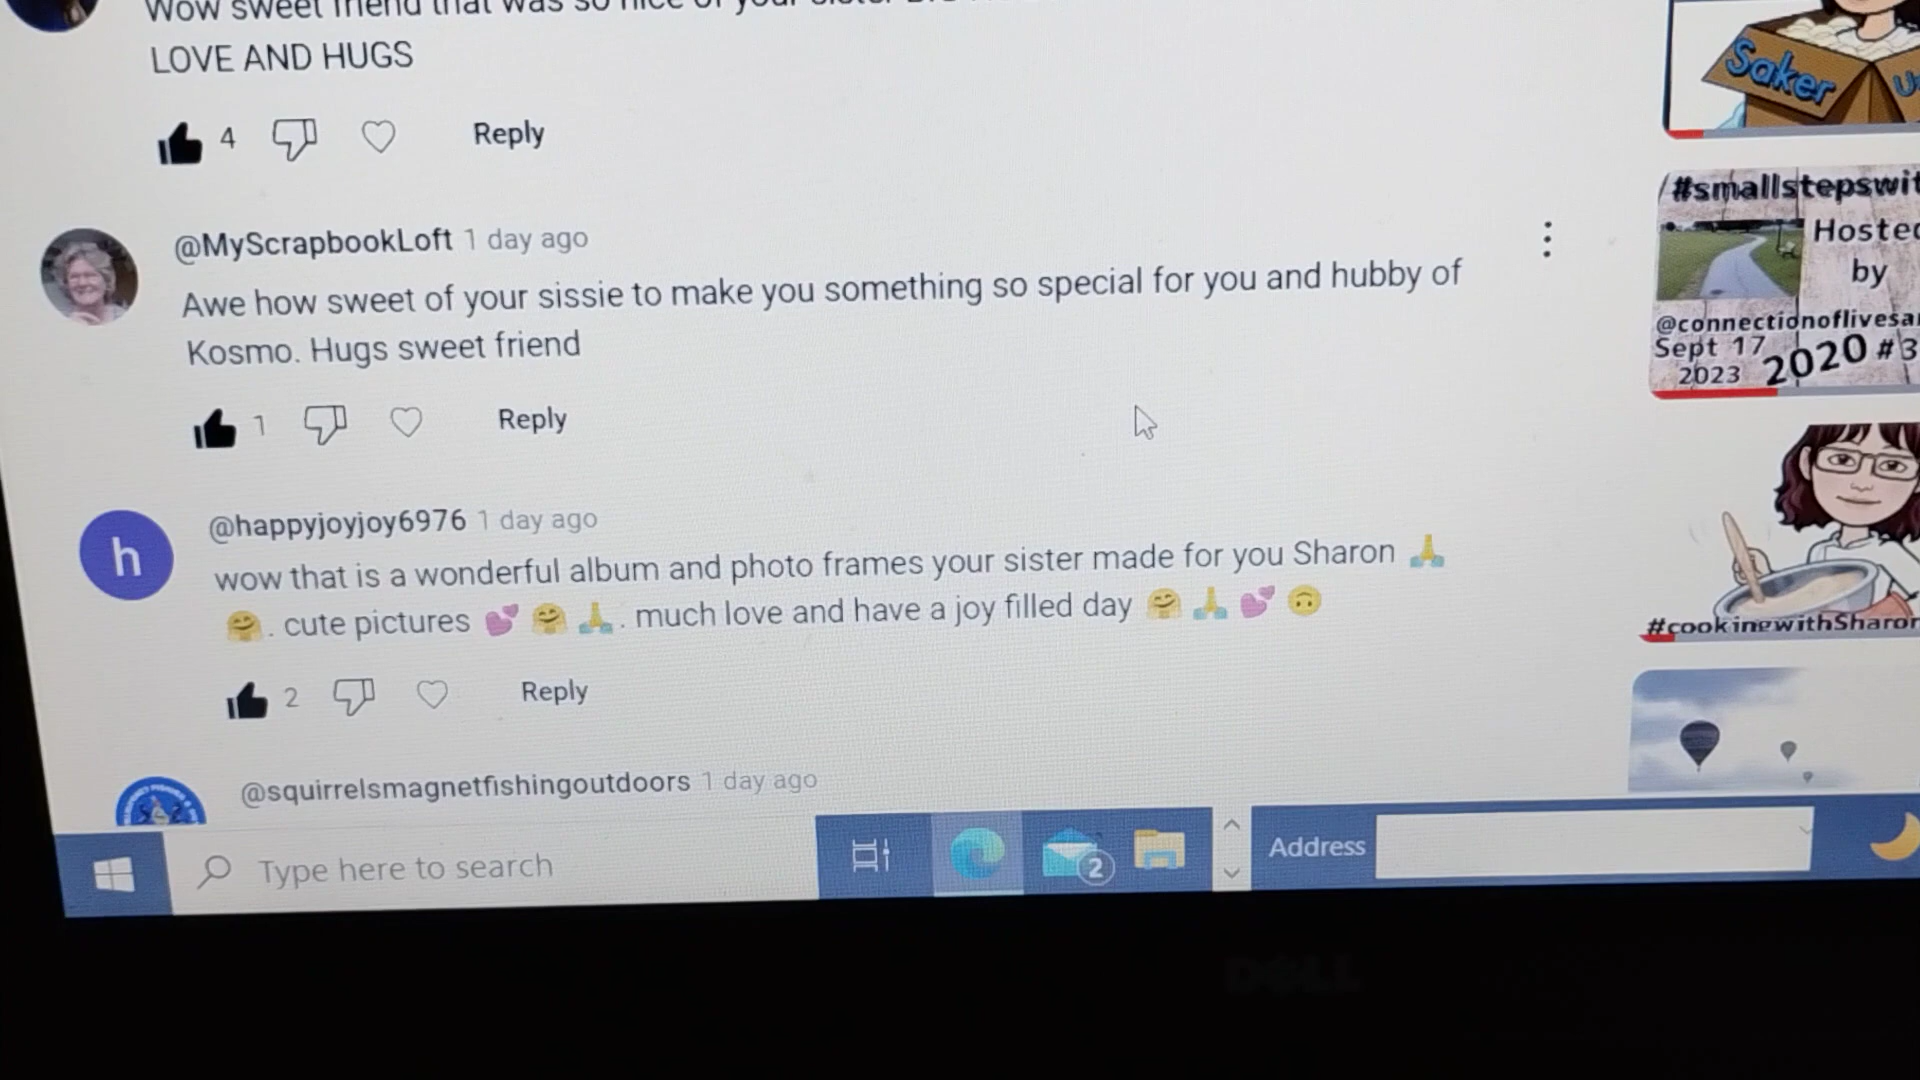 Wow sweet friend that was so nice of your sister
LOVE AND HUGS
4 Reply
@MyScrapbookLoft 1 day ago
Awe how sweet of your sissie to make you something so special for you and hubby of
Kosmo. Hugs sweet friend
1 Reply
h
@happyjoyjoy6976 1 day ago
wow that is a wonderful album and photo frames your sister made for you Sharon 🙏
🤗. cute pictures 💕 🤗 🙏. much love and have a joy filled day 🤗 🙏 💕 🙃
2 Reply
@squirrelsmagnetfishingoutdoors 1 day ago
Saker
#smallstepswit
Hosted
by
@connectionoflivesa
Sept 17
2023 2020 #3
#cookingwithSharon
Type here to search
2
Address
DELL